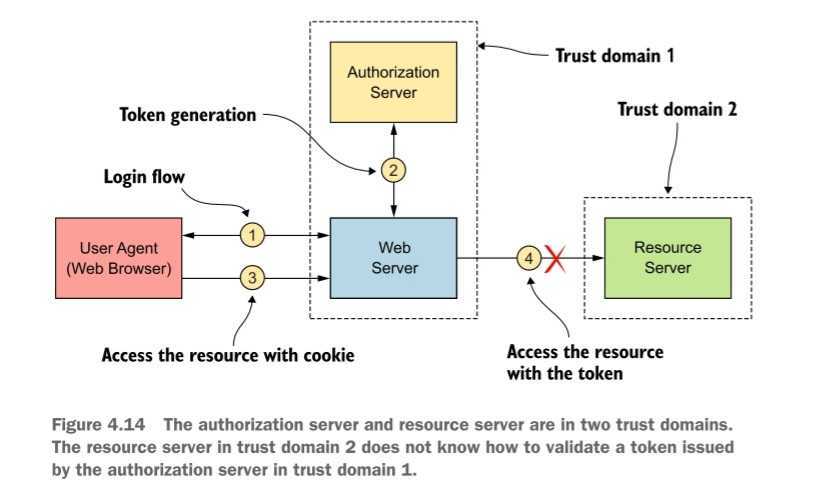 Authorization
Server
Trust domain 1
Token generation
Trust domain 2
2
Login flow
1
User Agent
(Web Browser)
Web
Server
4
Resource
Server
3
Access the resource with cookie
Access the resource
with the token
Figure 4.14 The authorization server and resource server are in two trust domains.
The resource server in trust domain 2 does not know how to validate a token issued
by the authorization server in trust domain 1.